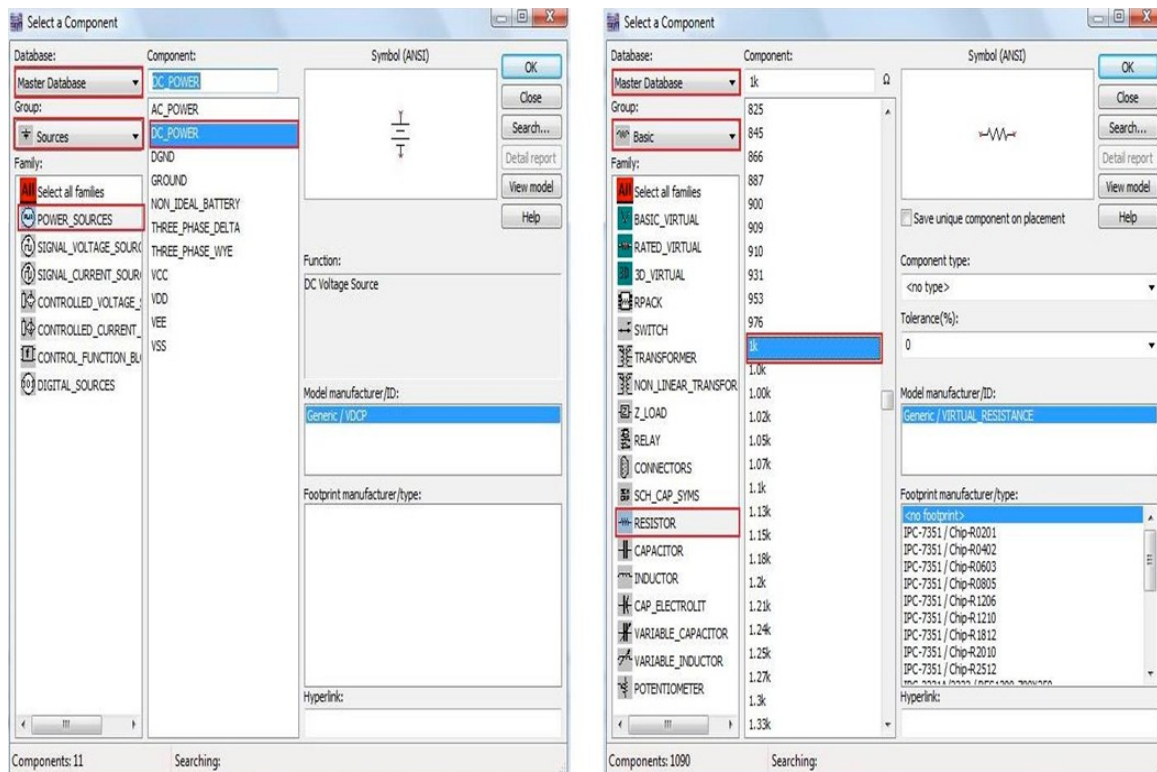 Select a Component
Database:
Master Database
Group:
Sources
Family:
All Select all families
POWER_SOURCES
SIGNAL_VOLTAGE_SOUR
SIGNAL_CURRENT_SOUR
CONTROLLED_VOLTAGE_
CONTROLLED_CURRENT_
CONTROL_FUNCTION_BL
DIGITAL_SOURCES
Component:
DC_POWER
AC_POWER
DC_POWER
DGND
GROUND
NON_IDEAL_BATTERY
THREE_PHASE_DELTA
THREE_PHASE_WYE
VCC
VDD
VEE
VSS
Symbol (ANSI)
OK
Close
Search...
Detail report
View model
Help
Function:
DC Voltage Source
Model manufacturer/ID:
Generic / VDCP
Footprint manufacturer/type:
Hyperlink:
Components: 11
Searching:
Select a Component
Database:
Master Database
Group:
Basic
Family:
All Select all families
BASIC_VIRTUAL
RATED_VIRTUAL
3D 3D_VIRTUAL
RPACK
SWITCH
TRANSFORMER
NON_LINEAR_TRANSFOR
Z_LOAD
RELAY
CONNECTORS
SCH_CAP_SYMS
RESISTOR
CAPACITOR
INDUCTOR
CAP_ELECTROLIT
VARIABLE_CAPACITOR
VARIABLE_INDUCTOR
POTENTIOMETER
Component:
1k Ω
825
845
866
887
900
909
910
931
953
976
1k
1.0k
1.00k
1.02k
1.05k
1.07k
1.1k
1.13k
1.15k
1.18k
1.2k
1.21k
1.24k
1.25k
1.27k
1.3k
1.33k
Symbol (ANSI)
OK
Close
Search...
Detail report
View model
Help
Save unique component on placement
Component type:
<no type>
Tolerance(%):
0
Model manufacturer/ID:
Generic / VIRTUAL_RESISTANCE
Footprint manufacturer/type:
<no footprint>
IPC-7351 / Chip-R0201
IPC-7351 / Chip-R0402
IPC-7351 / Chip-R0603
IPC-7351 / Chip-R0805
IPC-7351 / Chip-R1206
IPC-7351 / Chip-R1210
IPC-7351 / Chip-R1812
IPC-7351 / Chip-R2010
IPC-7351 / Chip-R2512
Hyperlink:
Components: 1090
Searching: